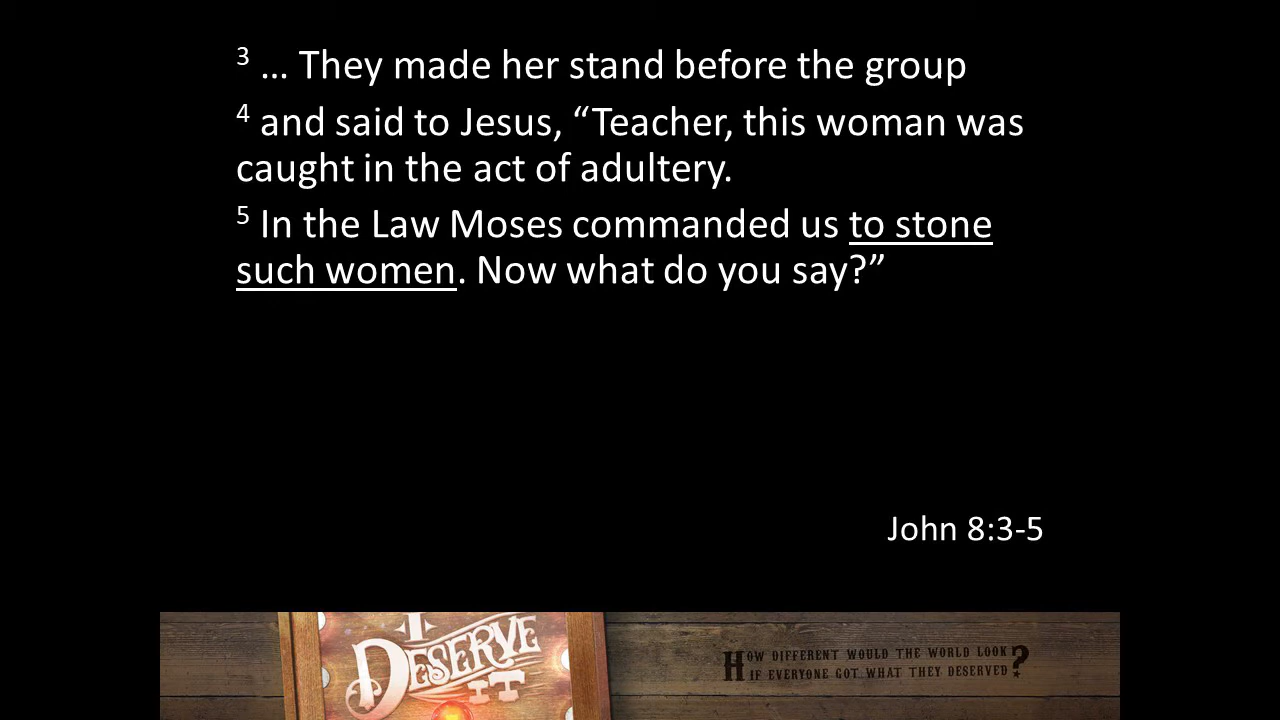 ³ … They made her stand before the group
⁴ and said to Jesus, “Teacher, this woman was
caught in the act of adultery.
⁵ In the Law Moses commanded us to stone
such women. Now what do you say?”
John 8:3-5
I
DESERVE
IT
HOW DIFFERENT WOULD THE WORLD LOOK
IF EVERYONE GOT WHAT THEY DESERVED?